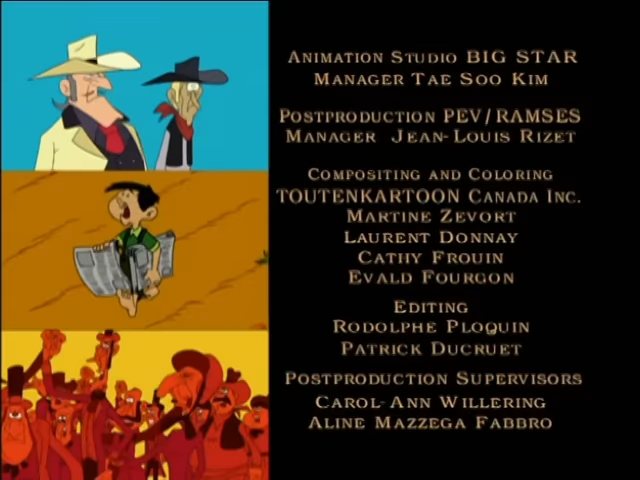 Animation Studio BIG STAR
Manager Tae Soo Kim
Postproduction PEV/RAMSES
Manager Jean-Louis Rizet
Compositing and Coloring
TOUTENKARTOON Canada Inc.
Martine Zevort
Laurent Donnay
Cathy Frouin
Evald Fourgon
Editing
Rodolphe Ploquin
Patrick Ducruet
Postproduction Supervisors
Carol-Ann Willering
Aline Mazzega Fabbro